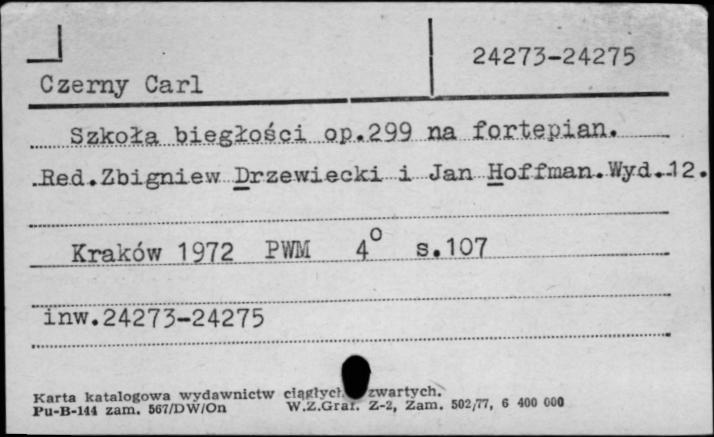 24273-24275
Czerny Carl
Szkoła biegłości op.299 na fortepian.
Red.Zbigniew Drzewiecki i Jan Hoffman.Wyd.12.
Kraków 1972 PWM 4° s.107
inw.24273-24275
Karta katalogowa wydawnictw ciągłych zwartych.
Pu-B-144 zam. 567/DW/On W.Z.Graf. Z-2, Zam. 502/77, 6 400 000